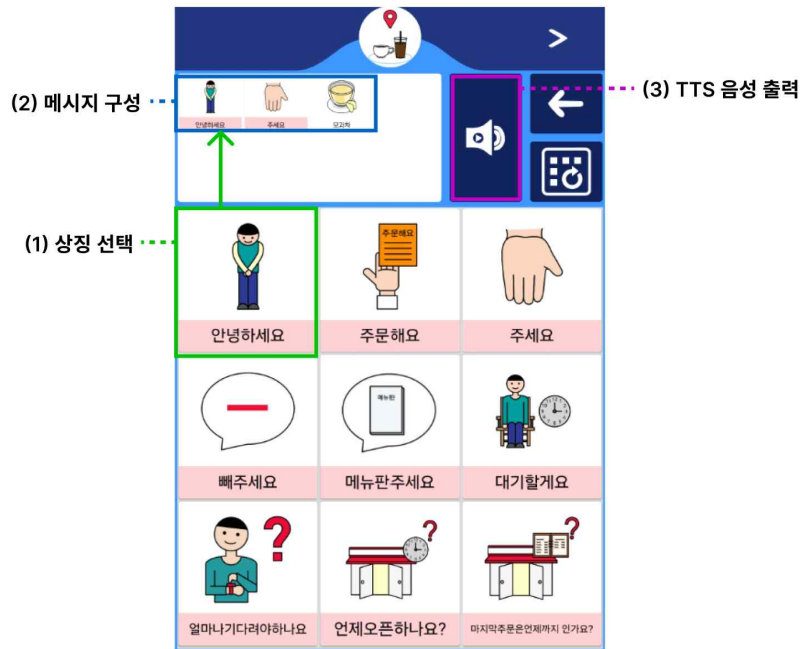 (2) 메시지 구성
(3) TTS 음성 출력
안녕하세요
주세요
모과차
(1) 상징 선택
주문해요
안녕하세요
주문해요
주세요
메뉴판
빼주세요
메뉴판주세요
대기할게요
얼마나기다려야하나요
언제오픈하나요?
마지막주문은언제까지 인가요?